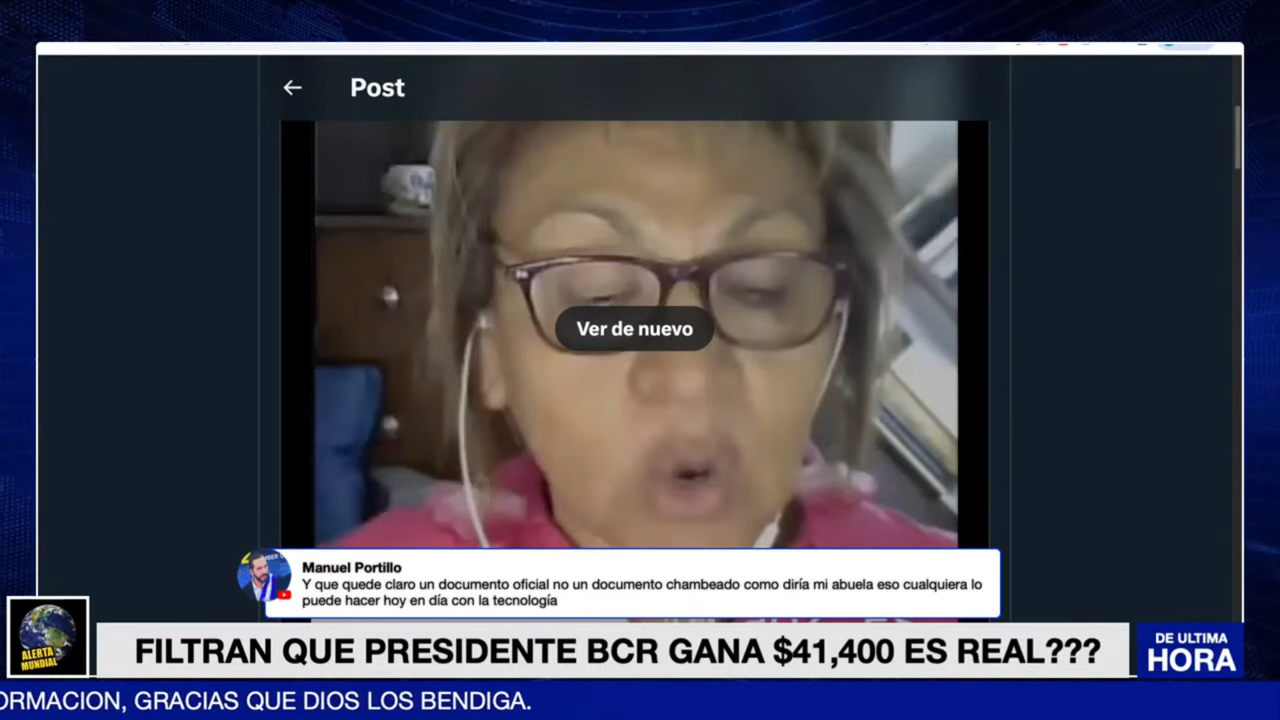 Post
Ver de nuevo
Manuel Portillo
Y que quede claro un documento oficial no un documento chambeado como diría mi abuela eso cualquiera lo
puede hacer hoy en día con la tecnología
ALERTA
MUNDIAL
FILTRAN QUE PRESIDENTE BCR GANA $41,400 ES REAL???
DE ULTIMA
HORA
ORMACION, GRACIAS QUE DIOS LOS BENDIGA.